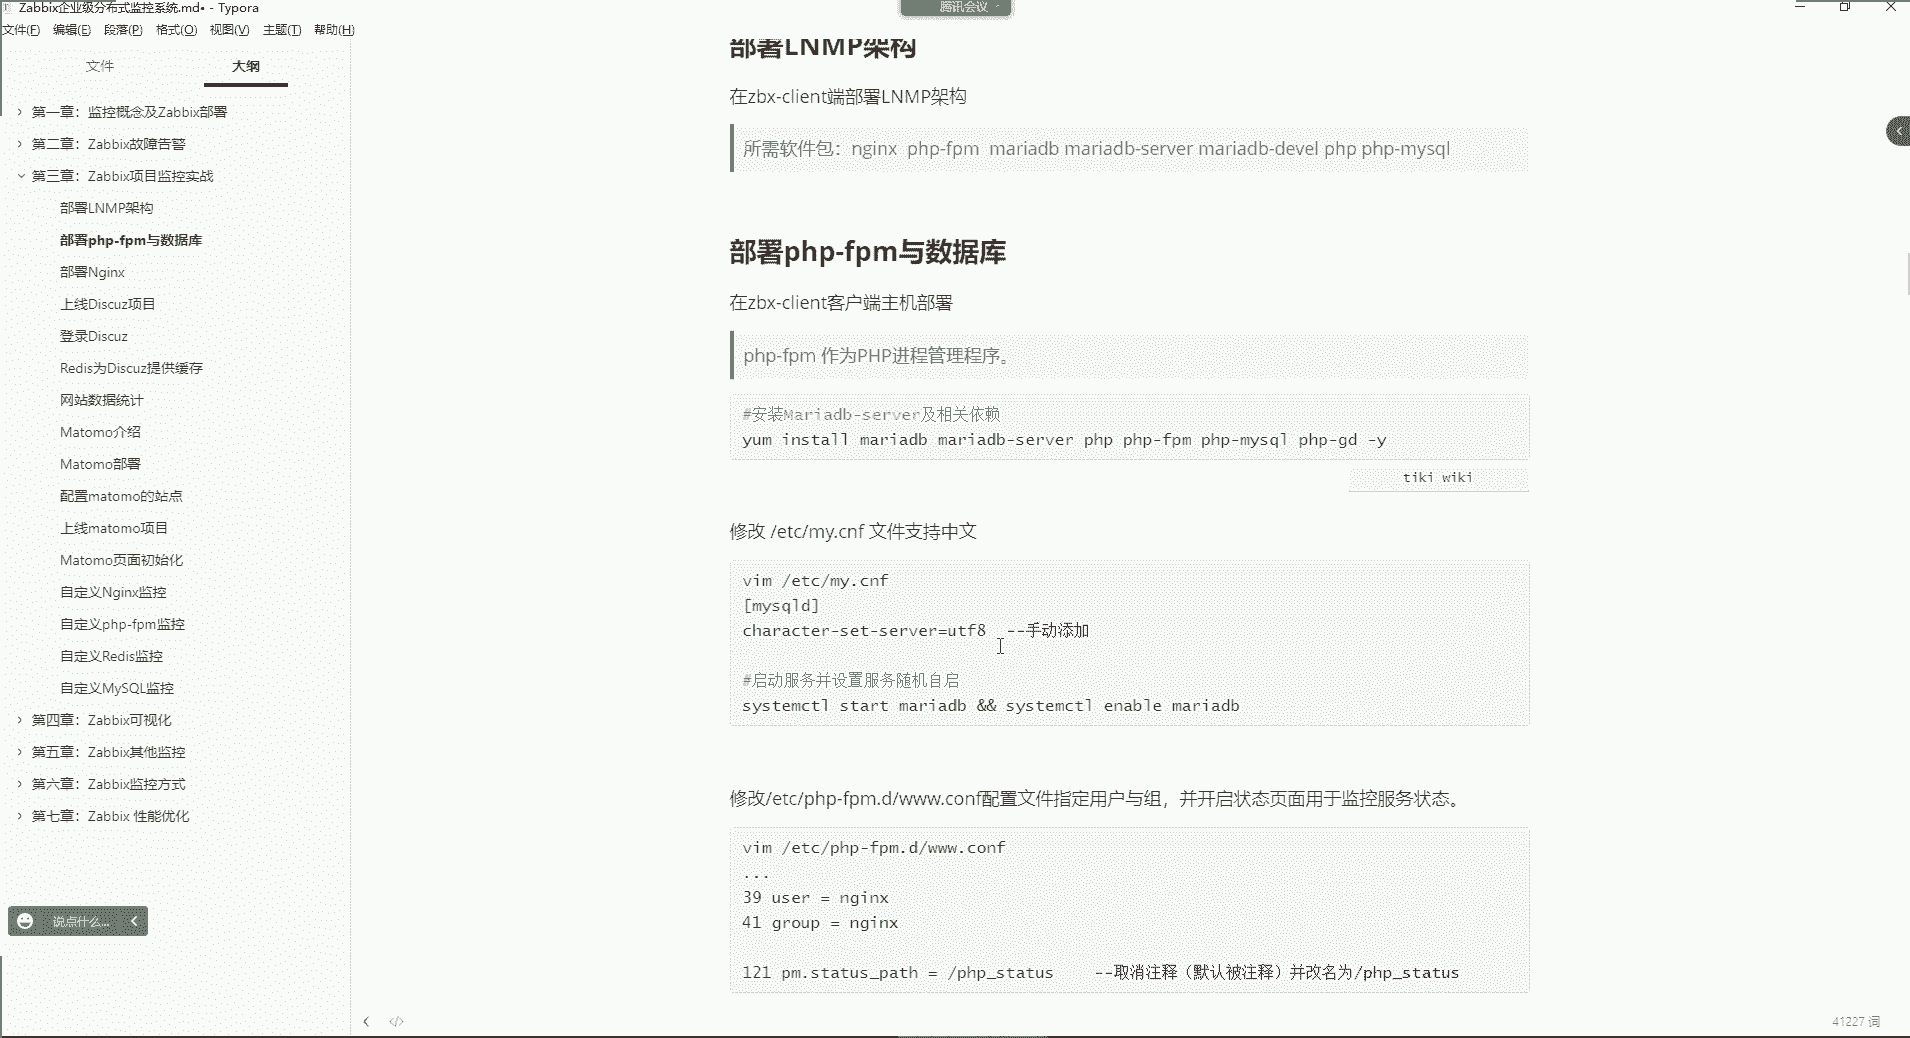 Zabbix企业级分布式监控系统.md• - Typora
腾讯会议
文件(F) 编辑(E) 段落(P) 格式(O) 视图(V) 主题(T) 帮助(H)
文件 大纲
第一章：监控概念及Zabbix部署
第二章：Zabbix故障告警
第三章：Zabbix项目监控实战
部署LNMP架构
部署php-fpm与数据库
部署Nginx
上线Discuz项目
登录Discuz
Redis为Discuz提供缓存
网站数据统计
Matomo介绍
Matomo部署
配置matomo的站点
上线matomo项目
Matomo页面初始化
自定义Nginx监控
自定义php-fpm监控
自定义Redis监控
自定义MySQL监控
第四章：Zabbix可视化
第五章：Zabbix其他监控
第六章：Zabbix监控方式
第七章：Zabbix 性能优化
说点什么...
部署LNMP架构
在zbx-client端部署LNMP架构
所需软件包：nginx php-fpm mariadb mariadb-server mariadb-devel php php-mysql
部署php-fpm与数据库
在zbx-client客户端主机部署
php-fpm 作为PHP进程管理程序。
#安装Mariadb-server及相关依赖
yum install mariadb mariadb-server php php-fpm php-mysql php-gd -y
tiki wiki
修改 /etc/my.cnf 文件支持中文
vim /etc/my.cnf
[mysqld]
character-set-server=utf8 --手动添加
#启动服务并设置服务随机自启
systemctl start mariadb && systemctl enable mariadb
修改/etc/php-fpm.d/www.conf配置文件指定用户与组，并开启状态页面用于监控服务状态。
vim /etc/php-fpm.d/www.conf
...
39 user = nginx
41 group = nginx
121 pm.status_path = /php_status --取消注释（默认被注释）并改名为/php_status
41227 词